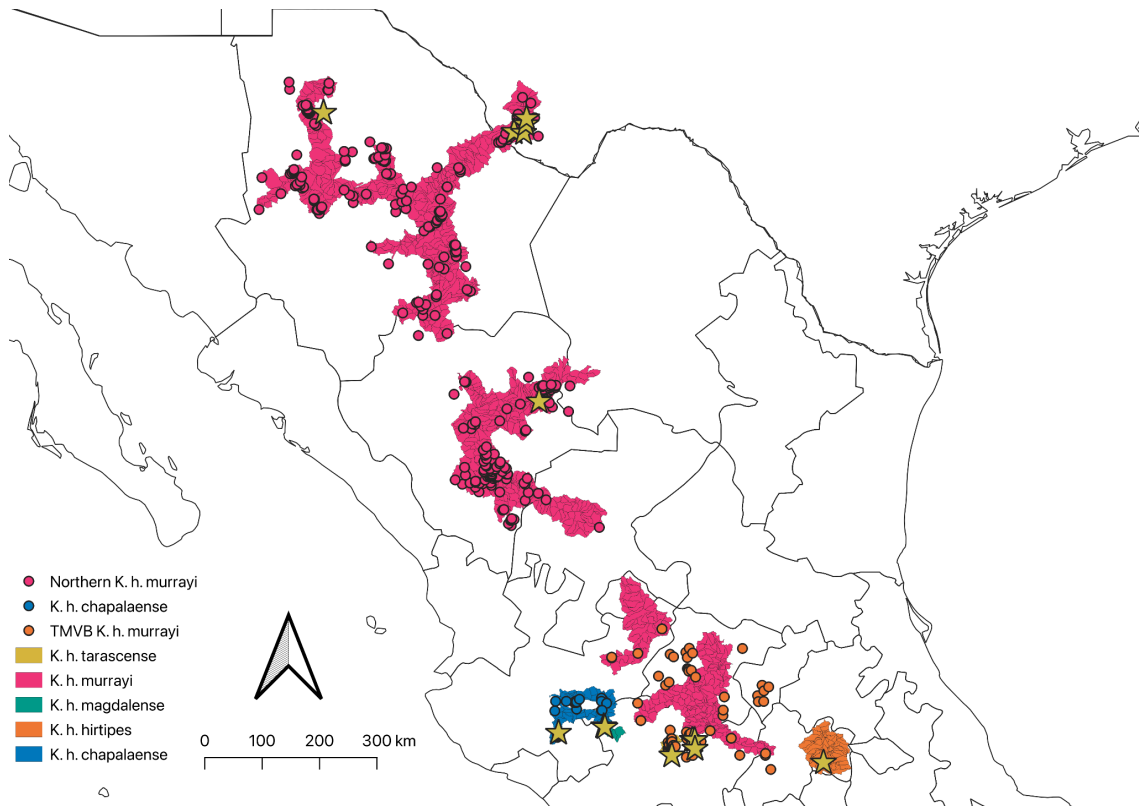 Northern K. h. murrayi
K. h. chapalaense
TMVB K. h. murrayi
K. h. tarascense
K. h. murrayi
K. h. magdalense
K. h. hirtipes
K. h. chapalaense
0 100 200 300 km